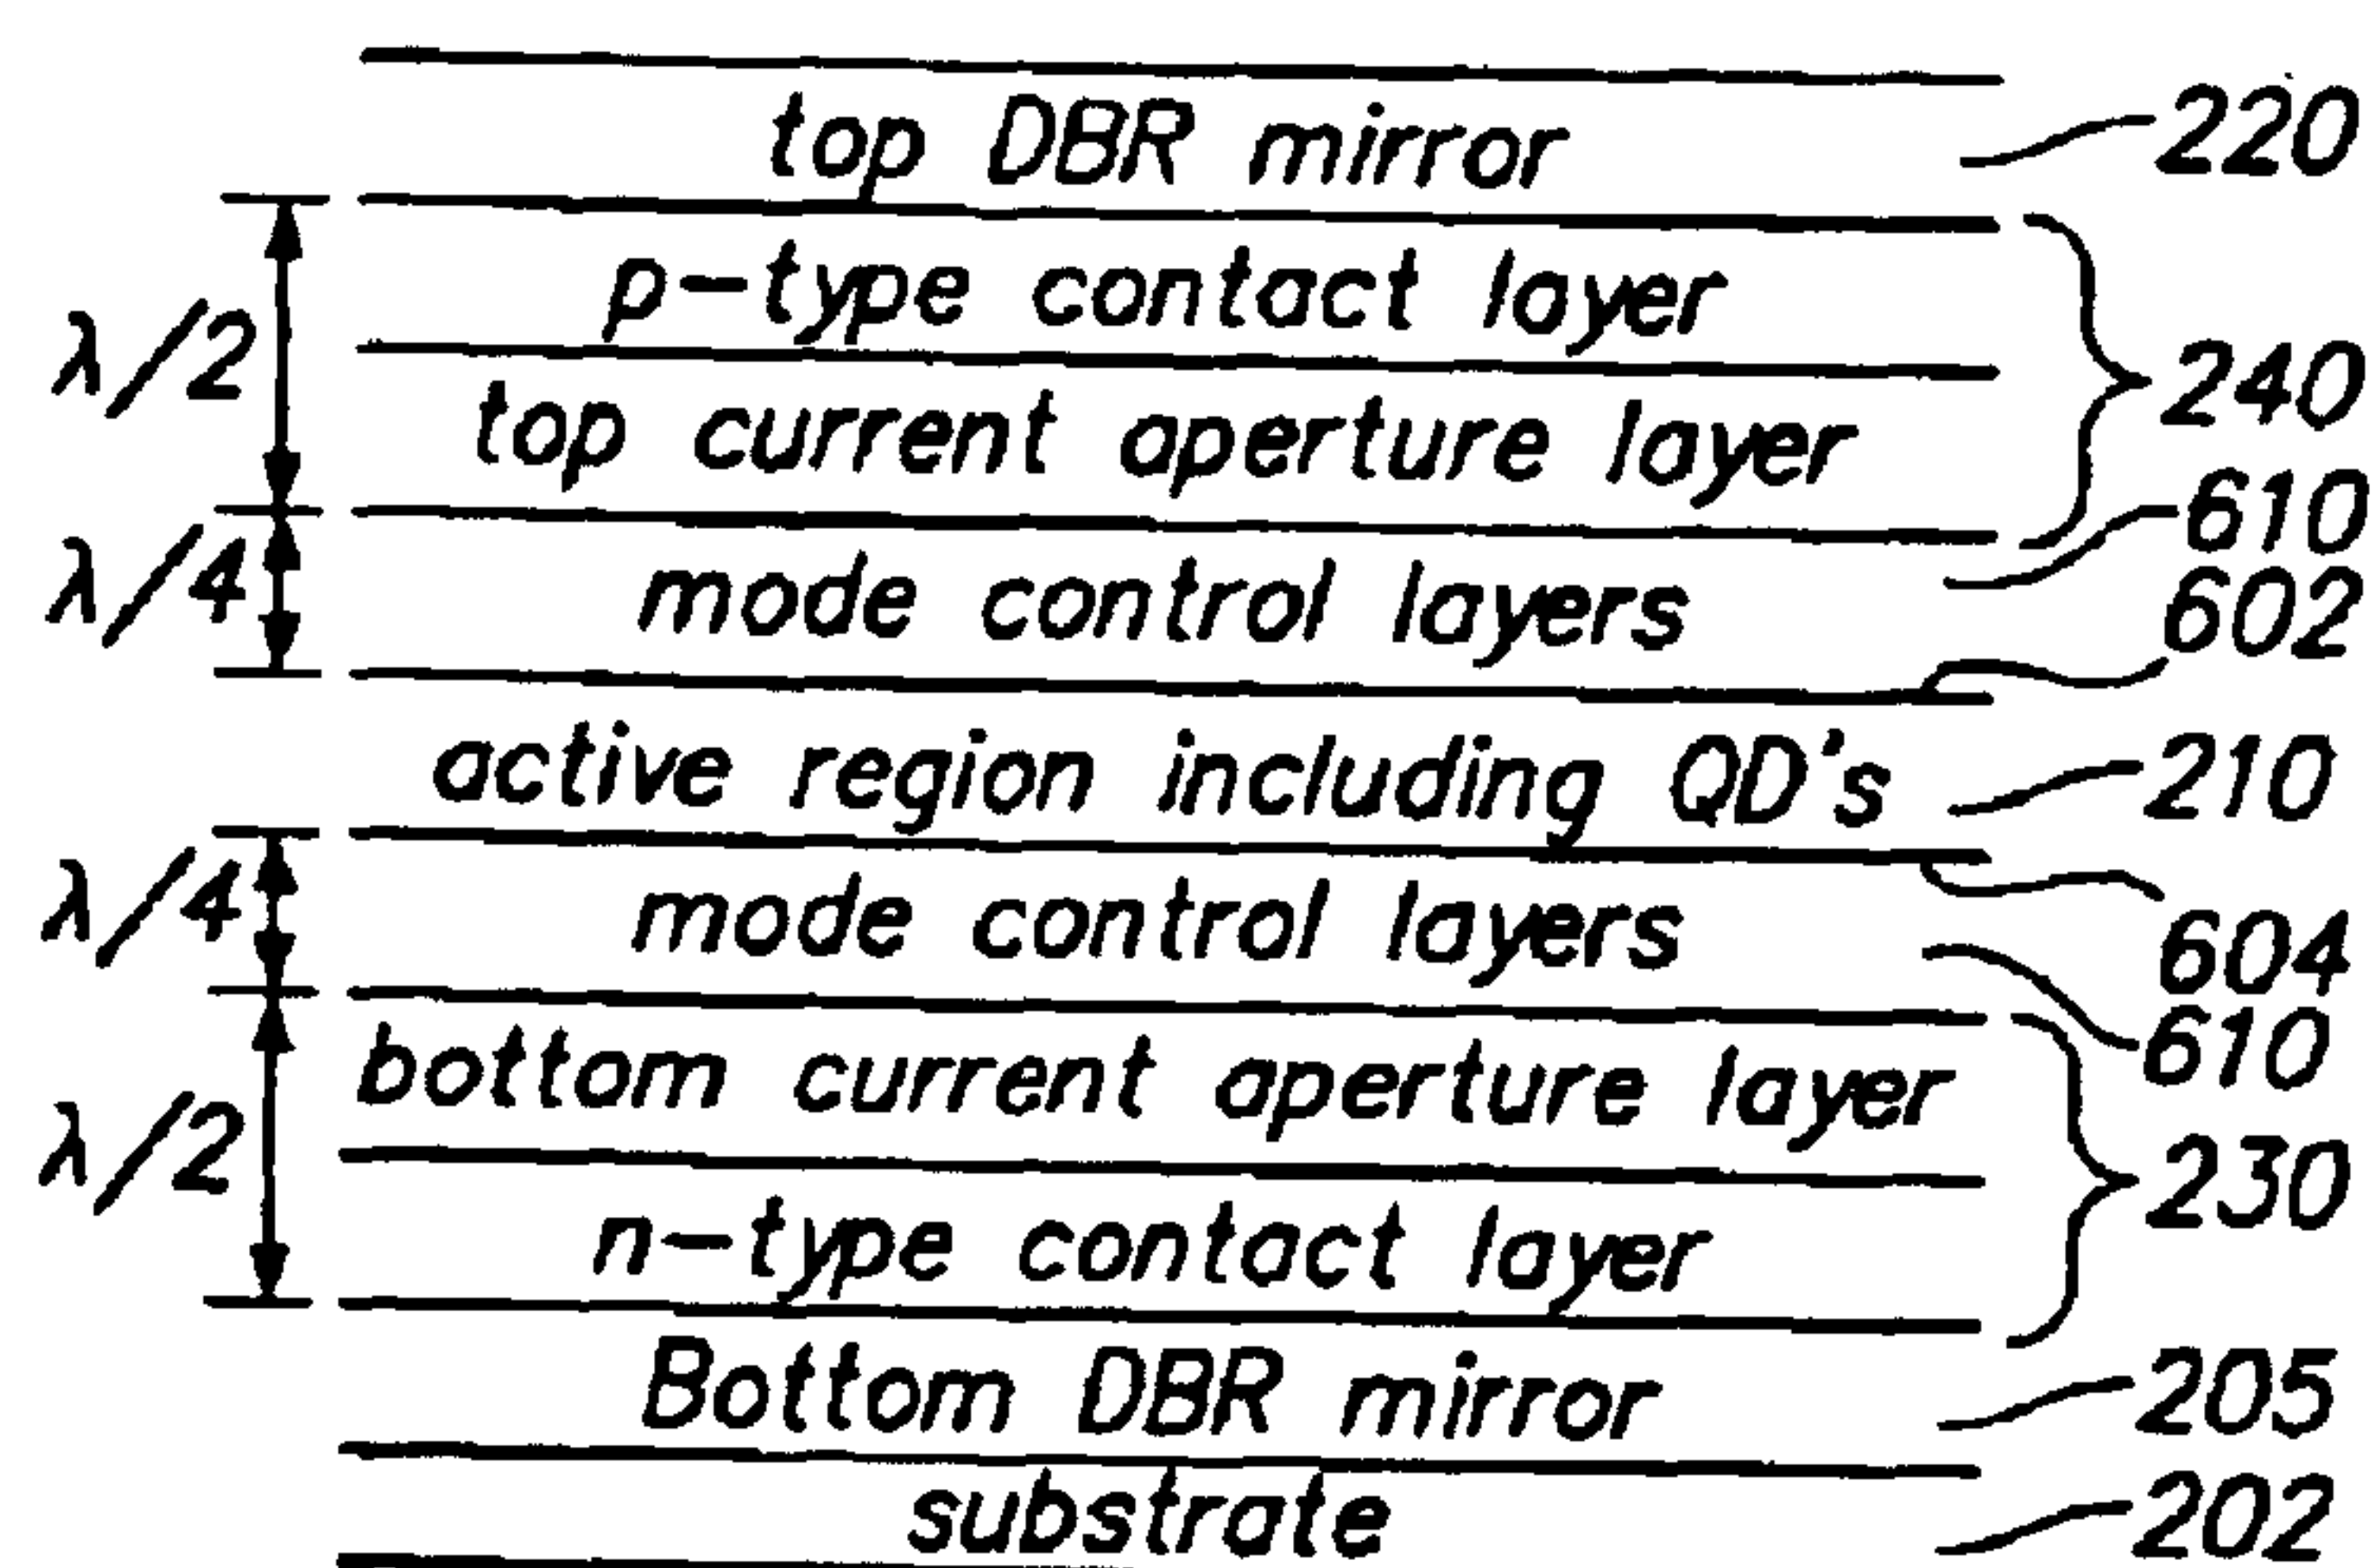 top DBR mirror 220
p-type contact layer
λ/2 240
top current aperture layer
610
λ/4 mode control layers 602
active region including QD's 210
λ/4 mode control layers 604
610
bottom current aperture layer
λ/2 230
n-type contact layer
Bottom DBR mirror 205
substrate 202